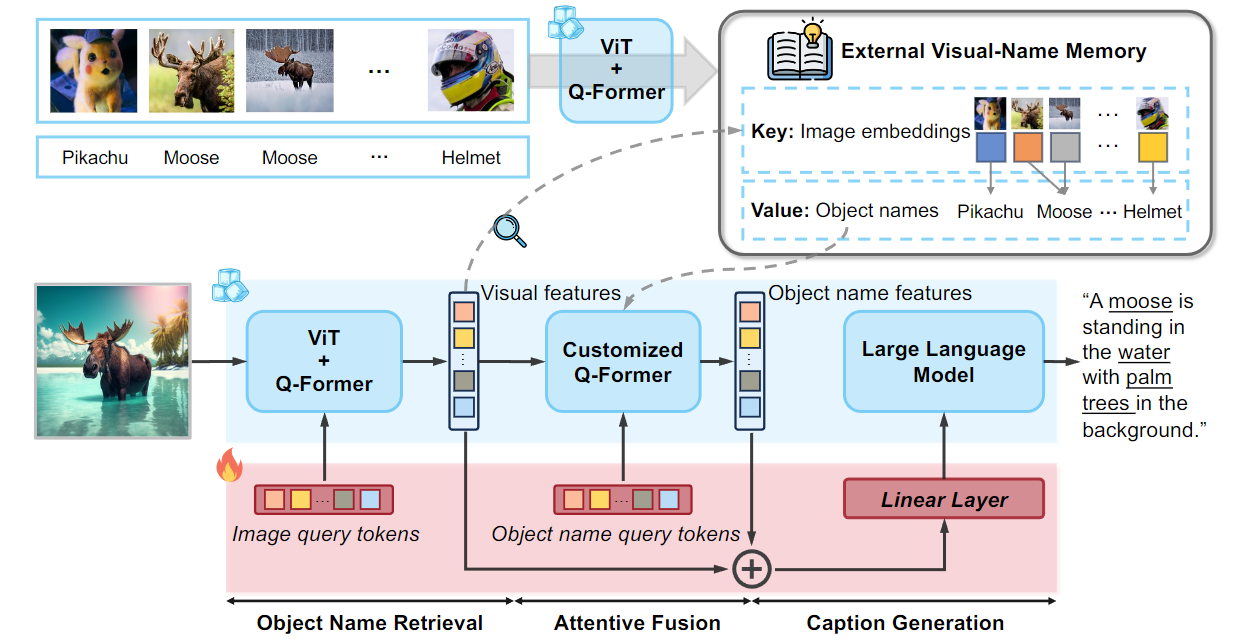 ViT
+
Q-Former
External Visual-Name Memory
Key: Image embeddings
...
...
Value: Object names
Pikachu Moose ... Helmet
...
Pikachu Moose Moose ... Helmet
Visual features
Object name features
ViT
+
Q-Former
Customized
Q-Former
Large Language
Model
“A moose is
standing in
the water
with palm
trees in the
background.”
Image query tokens
Object name query tokens
Linear Layer
+
Object Name Retrieval
Attentive Fusion
Caption Generation